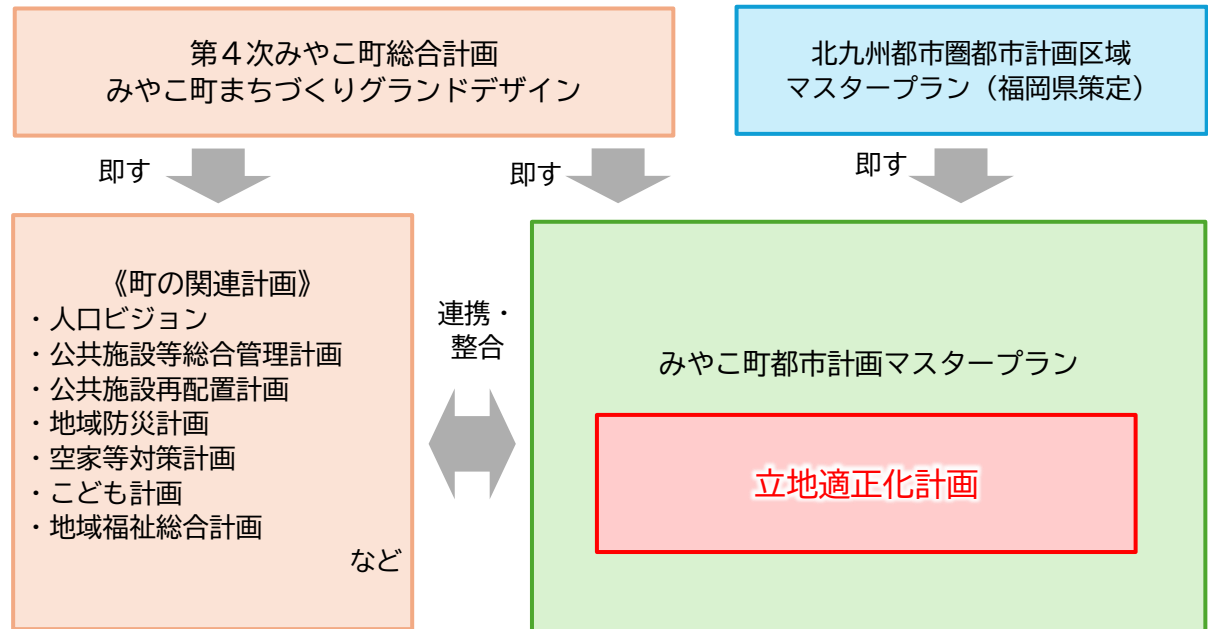 第４次みやこ町総合計画
みやこ町まちづくりグランドデザイン
北九州都市圏都市計画区域
マスタープラン（福岡県策定）
即す
即す
即す
《町の関連計画》
・人口ビジョン
・公共施設等総合管理計画
・公共施設再配置計画
・地域防災計画
・空家等対策計画
・こども計画
・地域福祉総合計画
など
連携・
整合
みやこ町都市計画マスタープラン
立地適正化計画